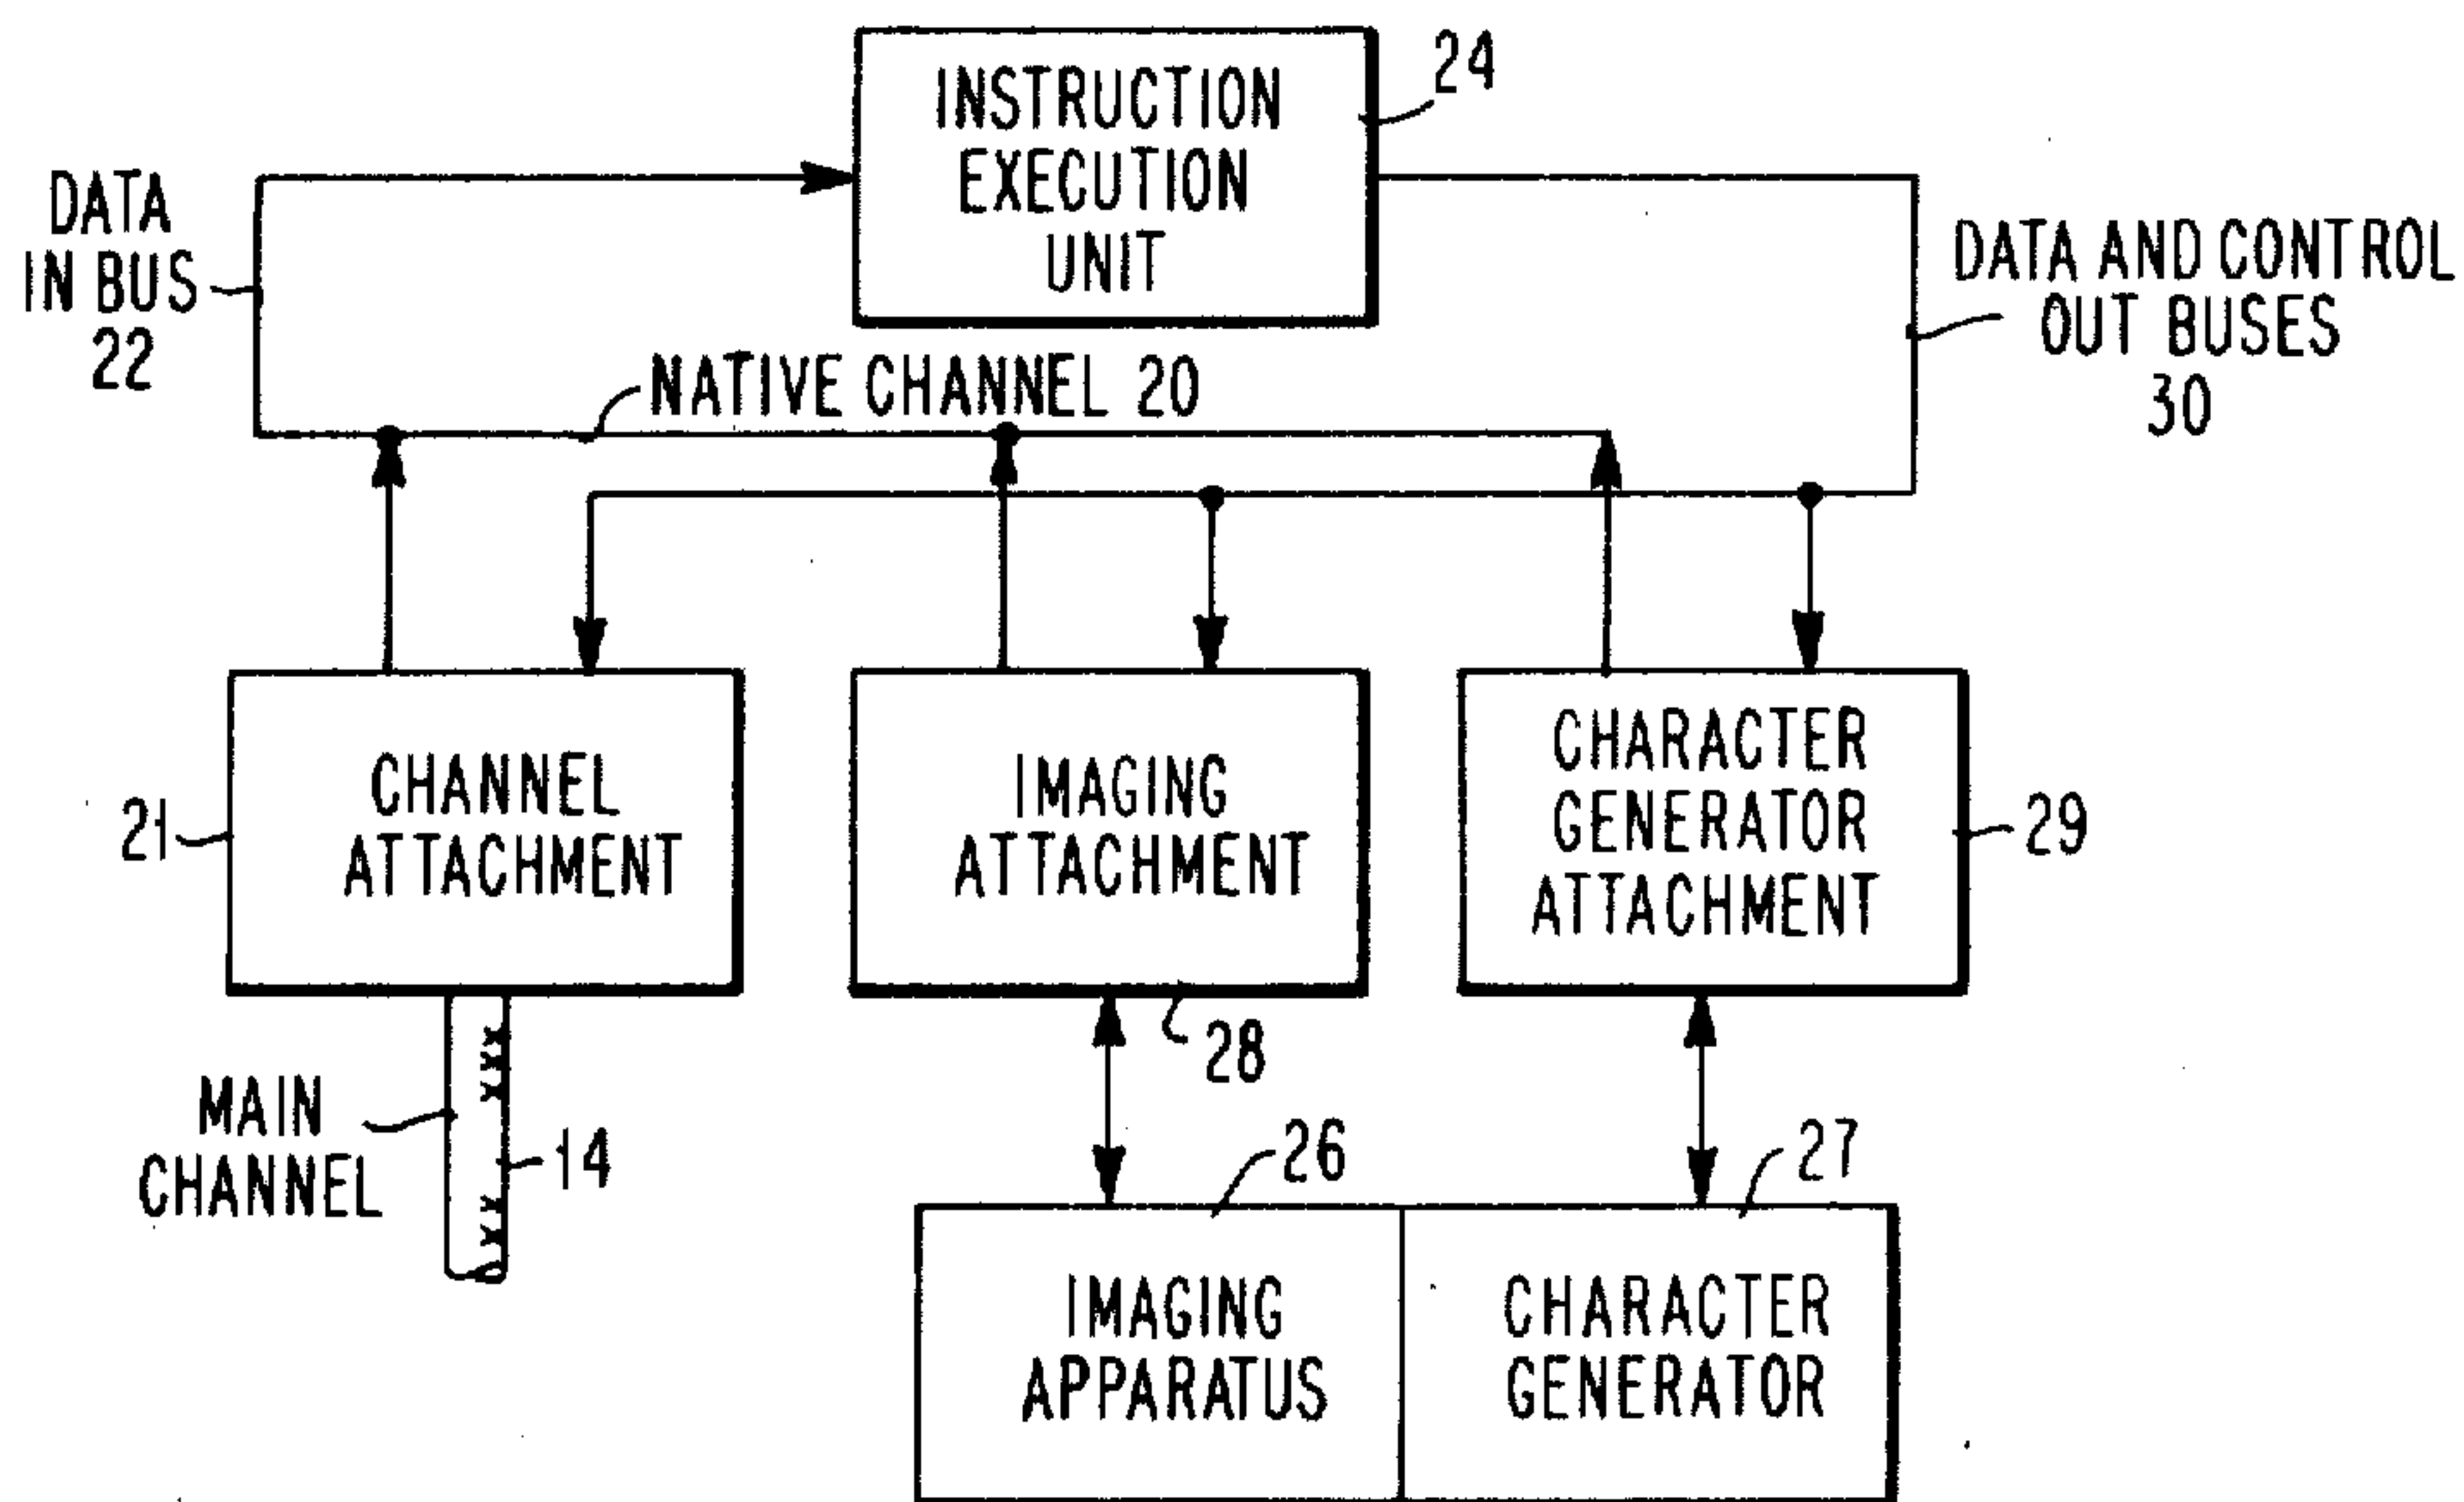 INSTRUCTION
EXECUTION
UNIT
24
DATA
IN BUS
22
DATA AND CONTROL
OUT BUSES
30
NATIVE CHANNEL 20
21
CHANNEL
ATTACHMENT
IMAGING
ATTACHMENT
28
CHARACTER
GENERATOR
ATTACHMENT
29
MAIN
CHANNEL
14
26
27
IMAGING
APPARATUS
CHARACTER
GENERATOR